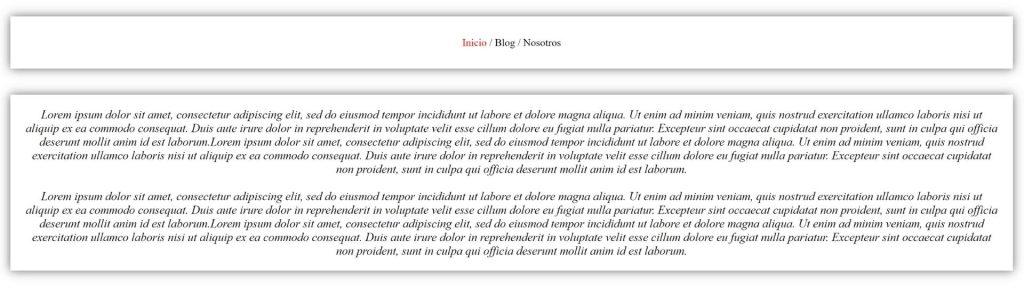 Inicio / Blog / Nosotros
Lorem ipsum dolor sit amet, consectetur adipiscing elit, sed do eiusmod tempor incididunt ut labore et dolore magna aliqua. Ut enim ad minim veniam, quis nostrud exercitation ullamco laboris nisi ut
aliquip ex ea commodo consequat. Duis aute irure dolor in reprehenderit in voluptate velit esse cillum dolore eu fugiat nulla pariatur. Excepteur sint occaecat cupidatat non proident, sunt in culpa qui officia
deserunt mollit anim id est laborum.Lorem ipsum dolor sit amet, consectetur adipiscing elit, sed do eiusmod tempor incididunt ut labore et dolore magna aliqua. Ut enim ad minim veniam, quis nostrud
exercitation ullamco laboris nisi ut aliquip ex ea commodo consequat. Duis aute irure dolor in reprehenderit in voluptate velit esse cillum dolore eu fugiat nulla pariatur. Excepteur sint occaecat cupidatat
non proident, sunt in culpa qui officia deserunt mollit anim id est laborum.
Lorem ipsum dolor sit amet, consectetur adipiscing elit, sed do eiusmod tempor incididunt ut labore et dolore magna aliqua. Ut enim ad minim veniam, quis nostrud exercitation ullamco laboris nisi ut
aliquip ex ea commodo consequat. Duis aute irure dolor in reprehenderit in voluptate velit esse cillum dolore eu fugiat nulla pariatur. Excepteur sint occaecat cupidatat non proident, sunt in culpa qui officia
deserunt mollit anim id est laborum.Lorem ipsum dolor sit amet, consectetur adipiscing elit, sed do eiusmod tempor incididunt ut labore et dolore magna aliqua. Ut enim ad minim veniam, quis nostrud
exercitation ullamco laboris nisi ut aliquip ex ea commodo consequat. Duis aute irure dolor in reprehenderit in voluptate velit esse cillum dolore eu fugiat nulla pariatur. Excepteur sint occaecat cupidatat
non proident, sunt in culpa qui officia deserunt mollit anim id est laborum.